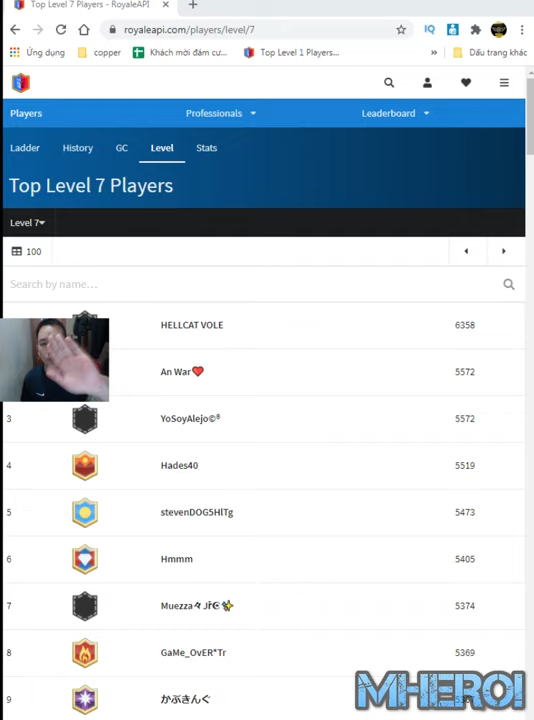 Top Level 7 Players - RoyaleAPI
royaleapi.com/players/level/7
IQ
Ứng dụng
copper
Khách mời đám cư...
Top Level 1 Players...
»
Dấu trang khác
Players
Professionals
Leaderboard
Ladder
History
GC
Level
Stats
Top Level 7 Players
Level 7
100
Search by name...
HELLCAT VOLE 6358
An War❤️ 5572
3 YoSoyAlejo©® 5572
4 Hades40 5519
5 stevenDOG5HlTg 5473
6 Hmmm 5405
7 Muezza 5374
8 GaMe_OvER*Tr 5369
9 かぶきんぐ
MHERO!